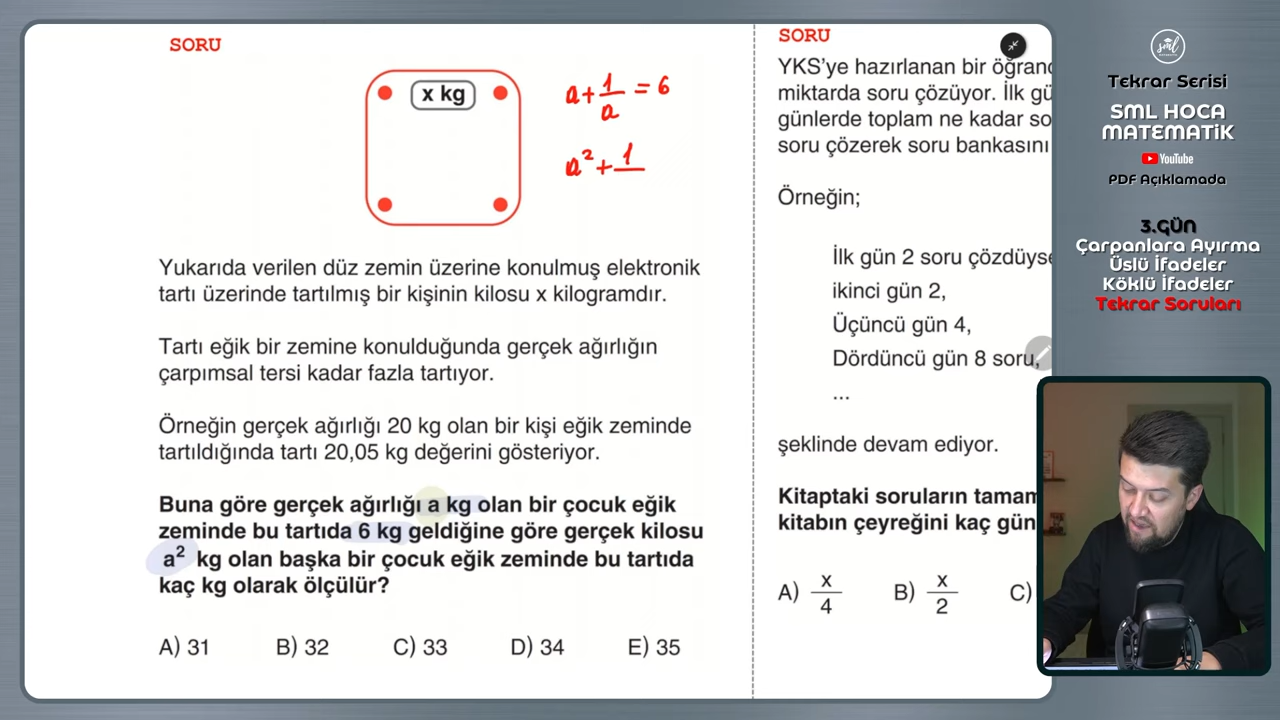 SORU
x kg
a + 1/a = 6
a² + 1
Yukarıda verilen düz zemin üzerine konulmuş elektronik
tartı üzerinde tartılmış bir kişinin kilosu x kilogramdır.
Tartı eğik bir zemine konulduğunda gerçek ağırlığın
çarpımsal tersi kadar fazla tartıyor.
Örneğin gerçek ağırlığı 20 kg olan bir kişi eğik zeminde
tartıldığında tartı 20,05 kg değerini gösteriyor.
Buna göre gerçek ağırlığı a kg olan bir çocuk eğik
zeminde bu tartıda 6 kg geldiğine göre gerçek kilosu
a² kg olan başka bir çocuk eğik zeminde bu tartıda
kaç kg olarak ölçülür?
A) 31 B) 32 C) 33 D) 34 E) 35
SORU
YKS'ye hazırlanan bir öğrenc
miktarda soru çözüyor. İlk gü
günlerde toplam ne kadar so
soru çözerek soru bankasını
Örneğin;
İlk gün 2 soru çözdüyse
ikinci gün 2,
Üçüncü gün 4,
Dördüncü gün 8 soru,
...
şeklinde devam ediyor.
Kitaptaki soruların tamam
kitabın çeyreğini kaç gün
A) x/4 B) x/2 C)
sml
Tekrar Serisi
SML HOCA
MATEMATİK
YouTube
PDF Açıklamada
3.GÜN
Çarpanlara Ayırma
Üslü İfadeler
Köklü İfadeler
Tekrar Soruları